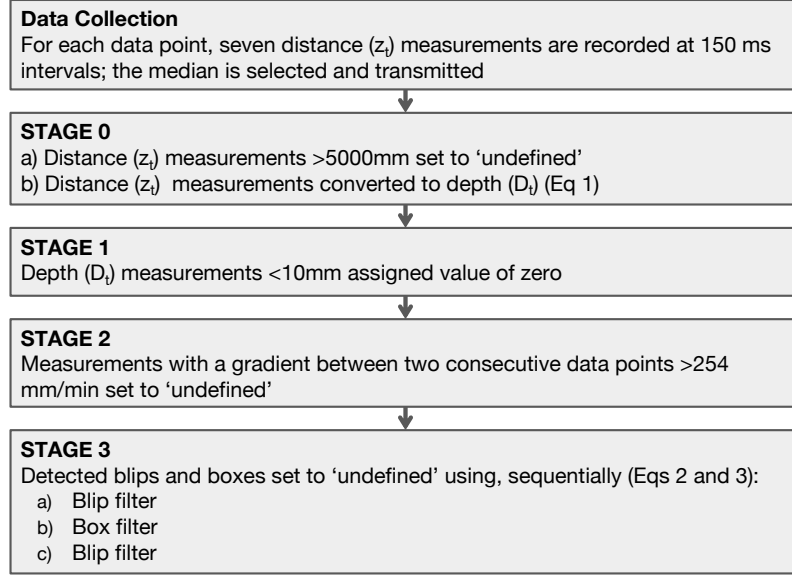 Data Collection
For each data point, seven distance (zt) measurements are recorded at 150 ms
intervals; the median is selected and transmitted
STAGE 0
a) Distance (zt) measurements >5000mm set to ‘undefined’
b) Distance (zt) measurements converted to depth (Dt) (Eq 1)
STAGE 1
Depth (Dt) measurements <10mm assigned value of zero
STAGE 2
Measurements with a gradient between two consecutive data points >254
mm/min set to ‘undefined’
STAGE 3
Detected blips and boxes set to ‘undefined’ using, sequentially (Eqs 2 and 3):
a) Blip filter
b) Box filter
c) Blip filter